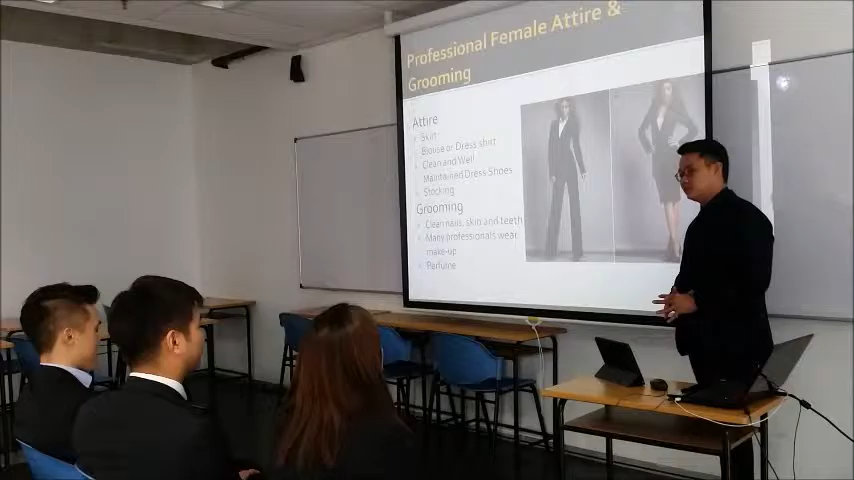 Professional Female Attire &
Grooming
Attire
Skirt
Blouse or Dress shirt
Clean and Well
Maintained Dress Shoes
Stocking
Grooming
Clean nails, skin and teeth
Many professionals wear
make-up
Perfume